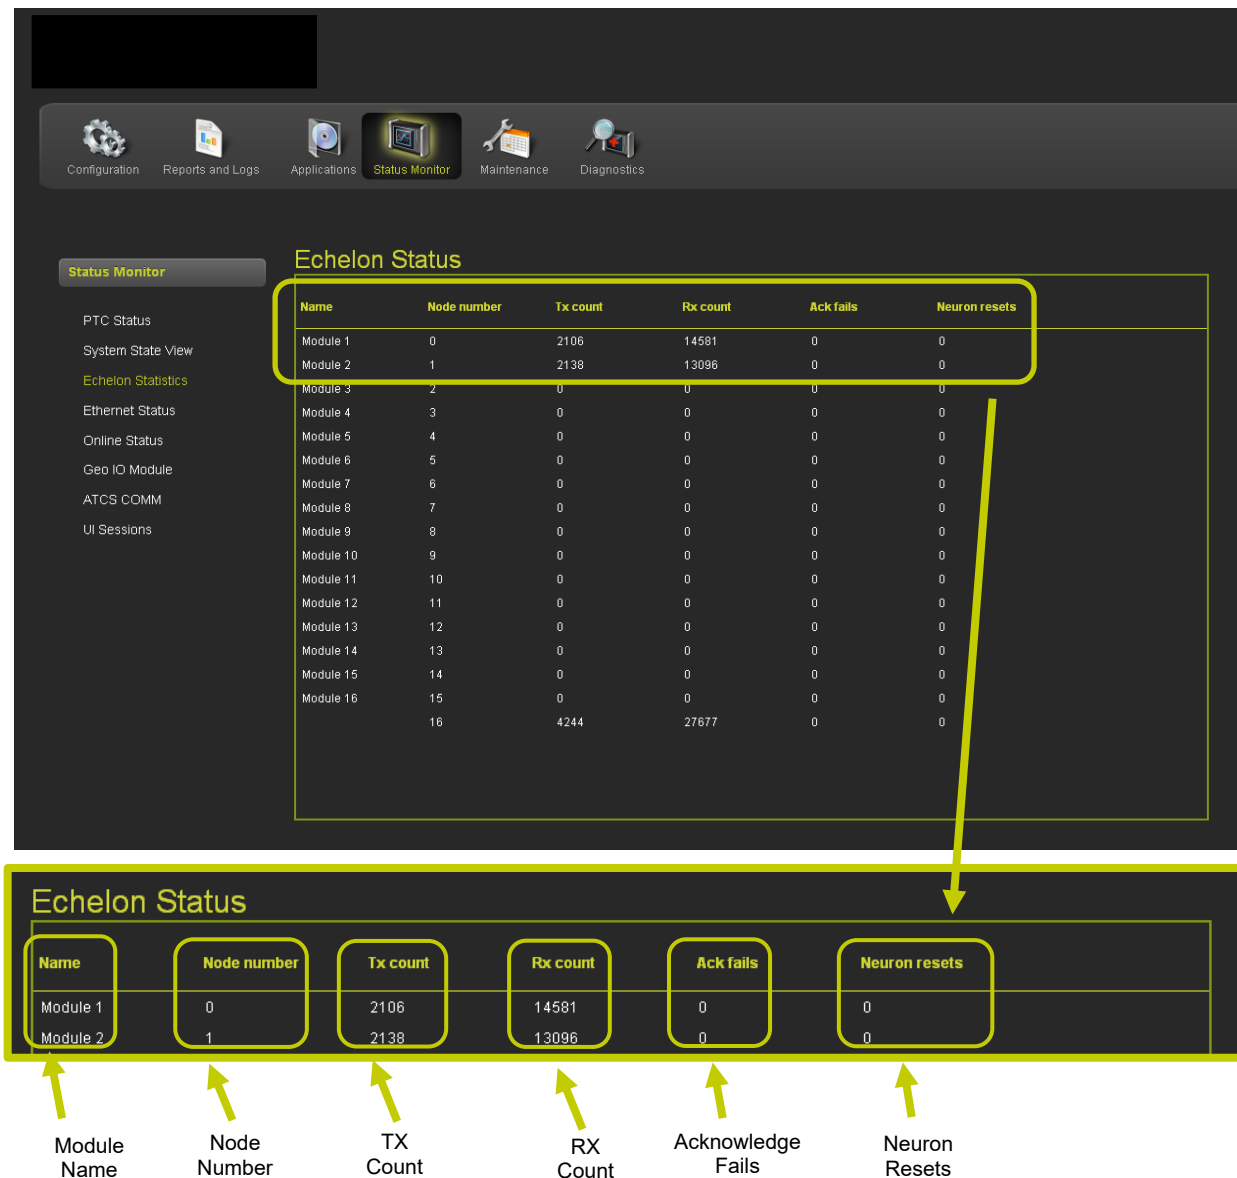 Configuration Reports and Logs Applications Status Monitor Maintenance Diagnostics
Status Monitor
PTC Status
System State View
Echelon Statistics
Ethernet Status
Online Status
Geo IO Module
ATCS COMM
UI Sessions
Echelon Status
Name Node number Tx count Rx count Ack fails Neuron resets
Module 1 0 2106 14581 0 0
Module 2 1 2138 13096 0 0
Module 3 2 0 0 0 0
Module 4 3 0 0 0 0
Module 5 4 0 0 0 0
Module 6 5 0 0 0 0
Module 7 6 0 0 0 0
Module 8 7 0 0 0 0
Module 9 8 0 0 0 0
Module 10 9 0 0 0 0
Module 11 10 0 0 0 0
Module 12 11 0 0 0 0
Module 13 12 0 0 0 0
Module 14 13 0 0 0 0
Module 15 14 0 0 0 0
Module 16 15 0 0 0 0
16 4244 27677 0 0
Echelon Status
Name Node number Tx count Rx count Ack fails Neuron resets
Module 1 0 2106 14581 0 0
Module 2 1 2138 13096 0 0
Module
Name
Node
Number
TX
Count
RX
Count
Acknowledge
Fails
Neuron
Resets